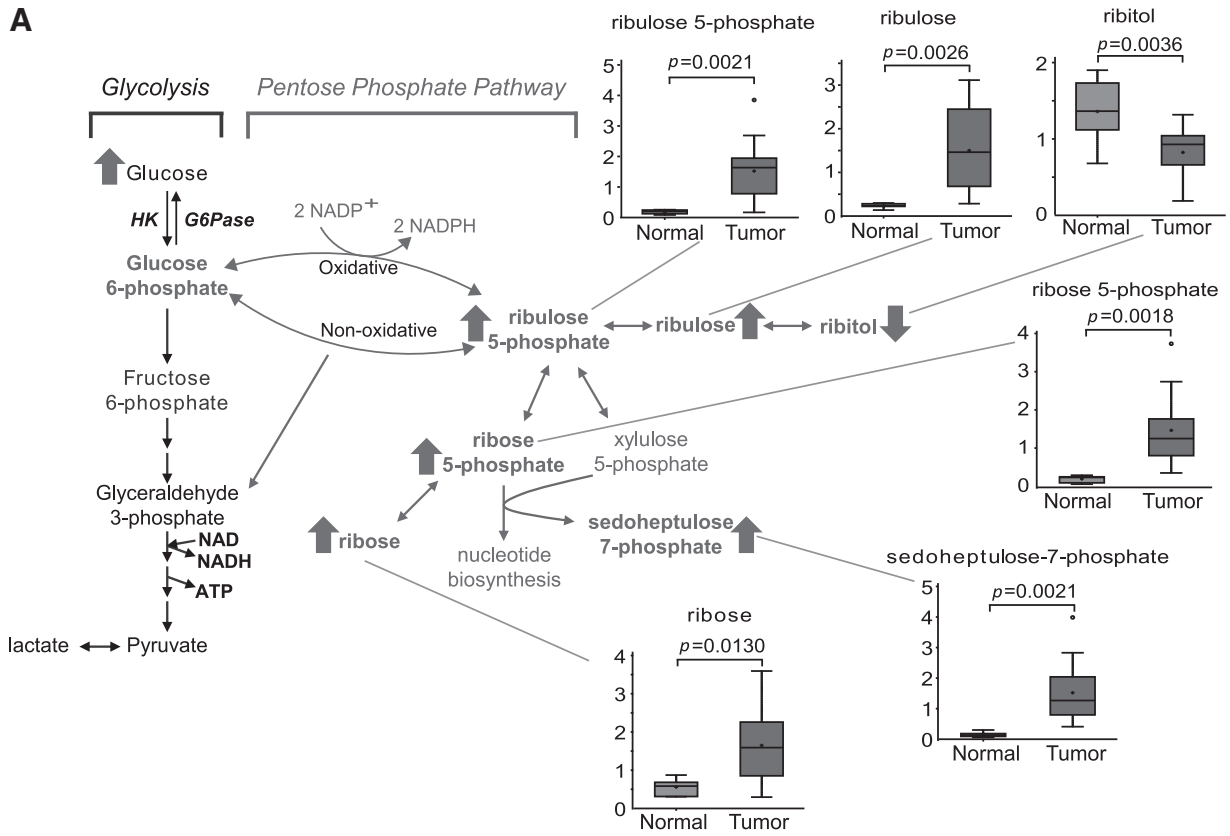 A
Glycolysis
Pentose Phosphate Pathway
Glucose
HK
G6Pase
Glucose
6-phosphate
Fructose
6-phosphate
Glyceraldehyde
3-phosphate
NAD
NADH
ATP
lactate
Pyruvate
2 NADP+
2 NADPH
Oxidative
Non-oxidative
ribulose
5-phosphate
ribulose
ribitol
ribose
5-phosphate
xylulose
5-phosphate
ribose
nucleotide
biosynthesis
sedoheptulose
7-phosphate
ribulose 5-phosphate
p=0.0021
5
4
3
2
1
0
Normal Tumor
ribulose
p=0.0026
3
2
1
0
Normal Tumor
ribitol
p=0.0036
2
1
0
Normal Tumor
ribose 5-phosphate
p=0.0018
4
3
2
1
0
Normal Tumor
sedoheptulose-7-phosphate
p=0.0021
5
4
3
2
1
0
Normal Tumor
ribose
p=0.0130
4
3
2
1
0
Normal Tumor